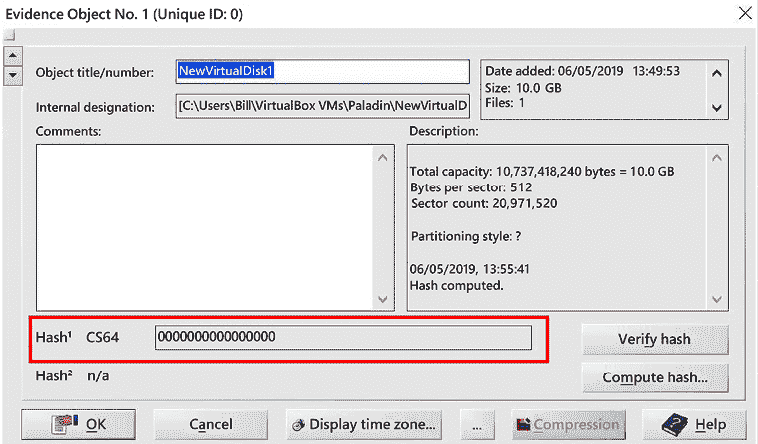 Evidence Object No. 1 (Unique ID: 0)
Object title/number: NewVirtualDisk1
Date added: 06/05/2019 13:49:53
Size: 10.0 GB
Files: 1
Internal designation: [C:\Users\Bill\VirtualBox VMs\Paladin\NewVirtualD
Comments:
Description:
Total capacity: 10,737,418,240 bytes = 10.0 GB
Bytes per sector: 512
Sector count: 20,971,520
Partitioning style: ?
06/05/2019, 13:55:41
Hash computed.
Hash¹ CS64 0000000000000000
Verify hash
Hash² n/a
Compute hash...
OK Cancel Display time zone... ... Compression Help